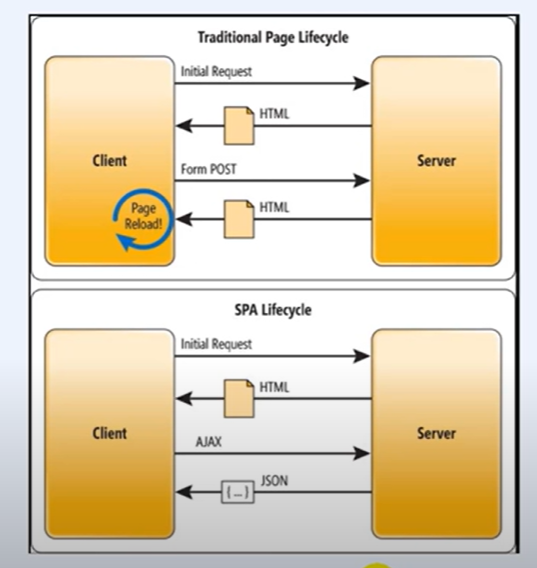 Traditional Page Lifecycle
Initial Request
HTML
Client
Server
Form POST
HTML
Page
Reload!
SPA Lifecycle
Initial Request
HTML
Client
Server
AJAX
JSON
{...}